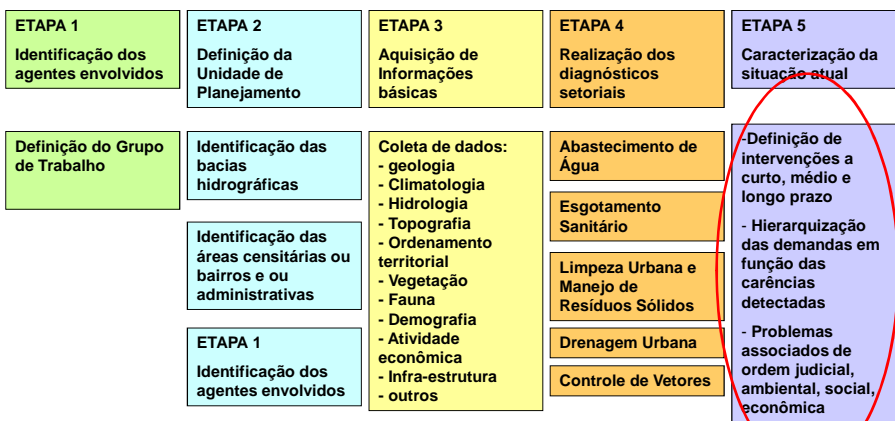 ETAPA 1
Identificação dos
agentes envolvidos
ETAPA 2
Definição da
Unidade de
Planejamento
ETAPA 3
Aquisição de
Informações
básicas
ETAPA 4
Realização dos
diagnósticos
setoriais
ETAPA 5
Caracterização da
situação atual
Definição do Grupo
de Trabalho
Identificação das
bacias
hidrográficas
Identificação das
áreas censitárias ou
bairros e ou
administrativas
ETAPA 1
Identificação dos
agentes envolvidos
Coleta de dados:
- geologia
- Climatologia
- Hidrologia
- Topografia
- Ordenamento
territorial
- Vegetação
- Fauna
- Demografia
- Atividade
econômica
- Infra-estrutura
- outros
Abastecimento de
Água
Esgotamento
Sanitário
Limpeza Urbana e
Manejo de
Resíduos Sólidos
Drenagem Urbana
Controle de Vetores
-Definição de
intervenções a
curto, médio e
longo prazo
- Hierarquização
das demandas em
função das
carências
detectadas
- Problemas
associados de
ordem judicial,
ambiental, social,
econômica